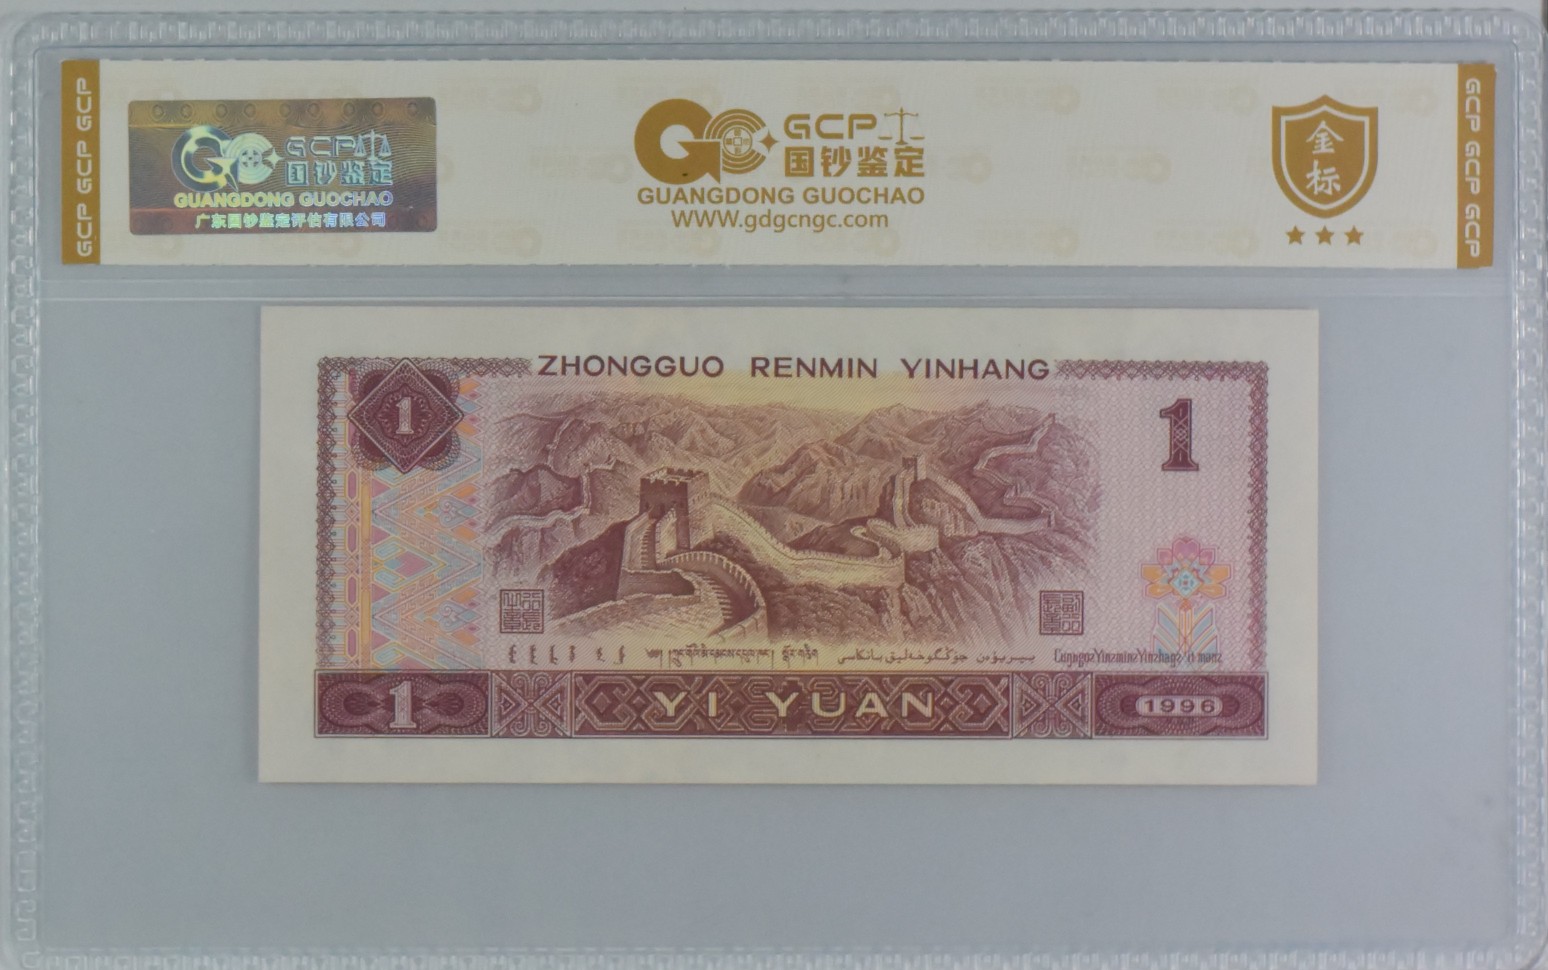 GCP GCP GCP
GCP 国钞鉴定
GUANGDONG GUOCHAO
广东国钞鉴定评估有限公司
GCP
国钞鉴定
GUANGDONG GUOCHAO
WWW.gdgcngc.com
金标
GCP GCP GCP
ZHONGGUO RENMIN YINHANG
1
1
1
YI YUAN
1996